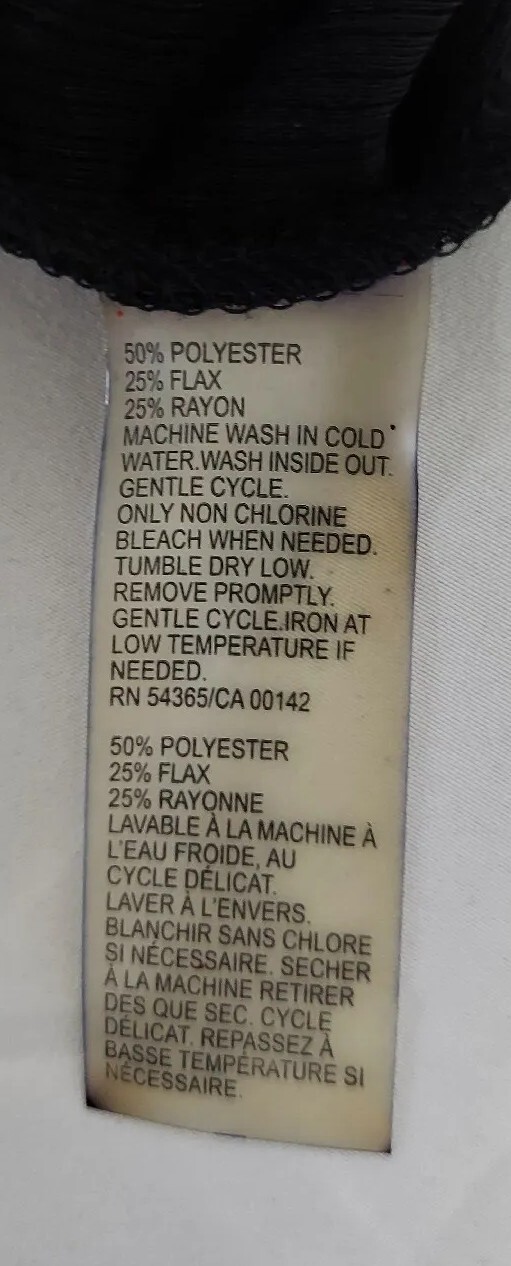 50% POLYESTER
25% FLAX
25% RAYON
MACHINE WASH IN COLD
WATER.WASH INSIDE OUT.
GENTLE CYCLE.
ONLY NON CHLORINE
BLEACH WHEN NEEDED.
TUMBLE DRY LOW.
REMOVE PROMPTLY.
GENTLE CYCLE.IRON AT
LOW TEMPERATURE IF
NEEDED.
RN 54365/CA 00142
50% POLYESTER
25% FLAX
25% RAYONNE
LAVABLE À LA MACHINE À
L'EAU FROIDE, AU
CYCLE DÉLICAT.
LAVER À L'ENVERS.
BLANCHIR SANS CHLORE
SI NÉCESSAIRE. SECHER
À LA MACHINE RETIRER
DES QUE SEC. CYCLE
DÉLICAT. REPASSEZ À
BASSE TEMPÉRATURE SI
NÉCESSAIRE.